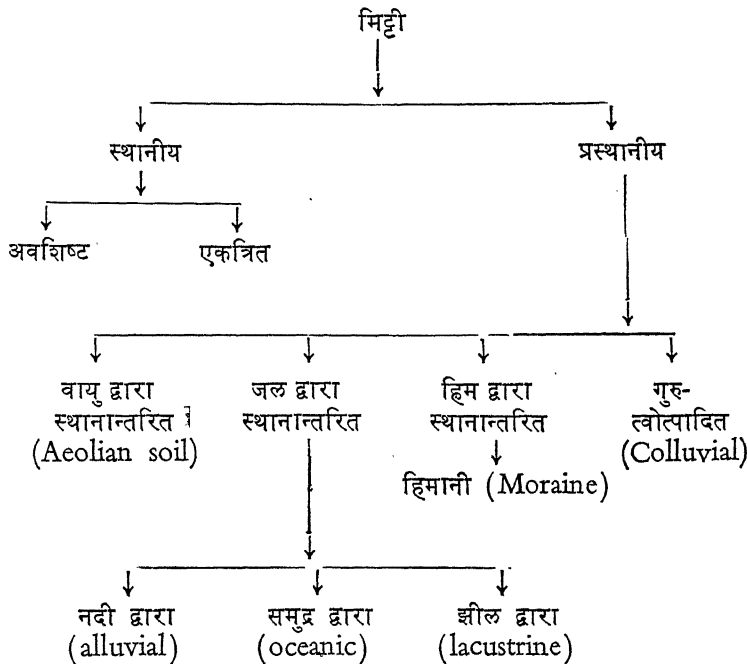 मिट्टी
स्थानीय प्रस्थानीय
अवशिष्ट एकत्रित
वायु द्वारा जल द्वारा हिम द्वारा गुरु-
स्थानान्तरित स्थानान्तरित स्थानान्तरित त्वोत्पादित
(Aeolian soil) (Colluvial)
हिमानी (Moraine)
नदी द्वारा समुद्र द्वारा झील द्वारा
(alluvial) (oceanic) (lacustrine)